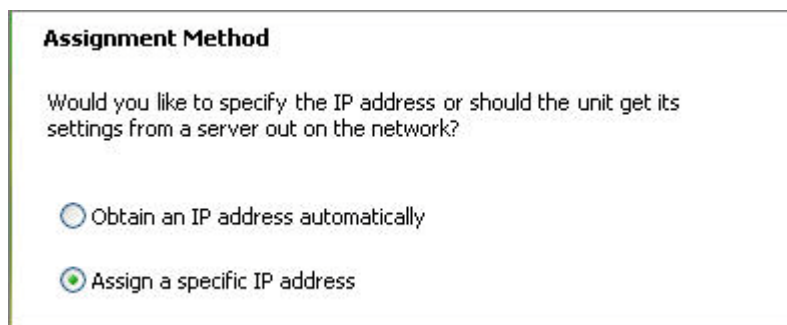 Assignment Method
Would you like to specify the IP address or should the unit get its
settings from a server out on the network?
Obtain an IP address automatically
Assign a specific IP address